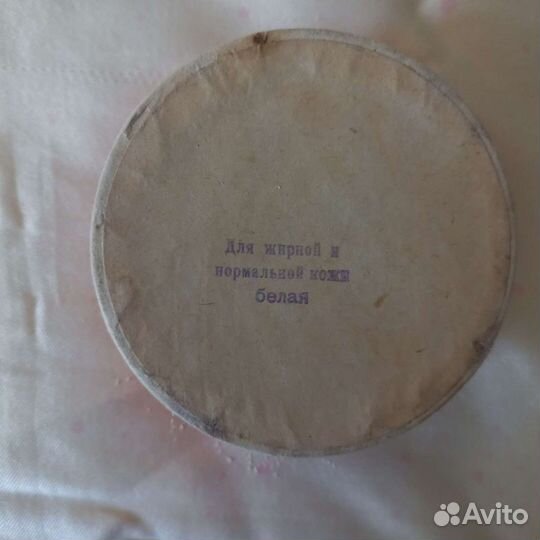 Для жирной и
нормальной кожи
белая
Avito